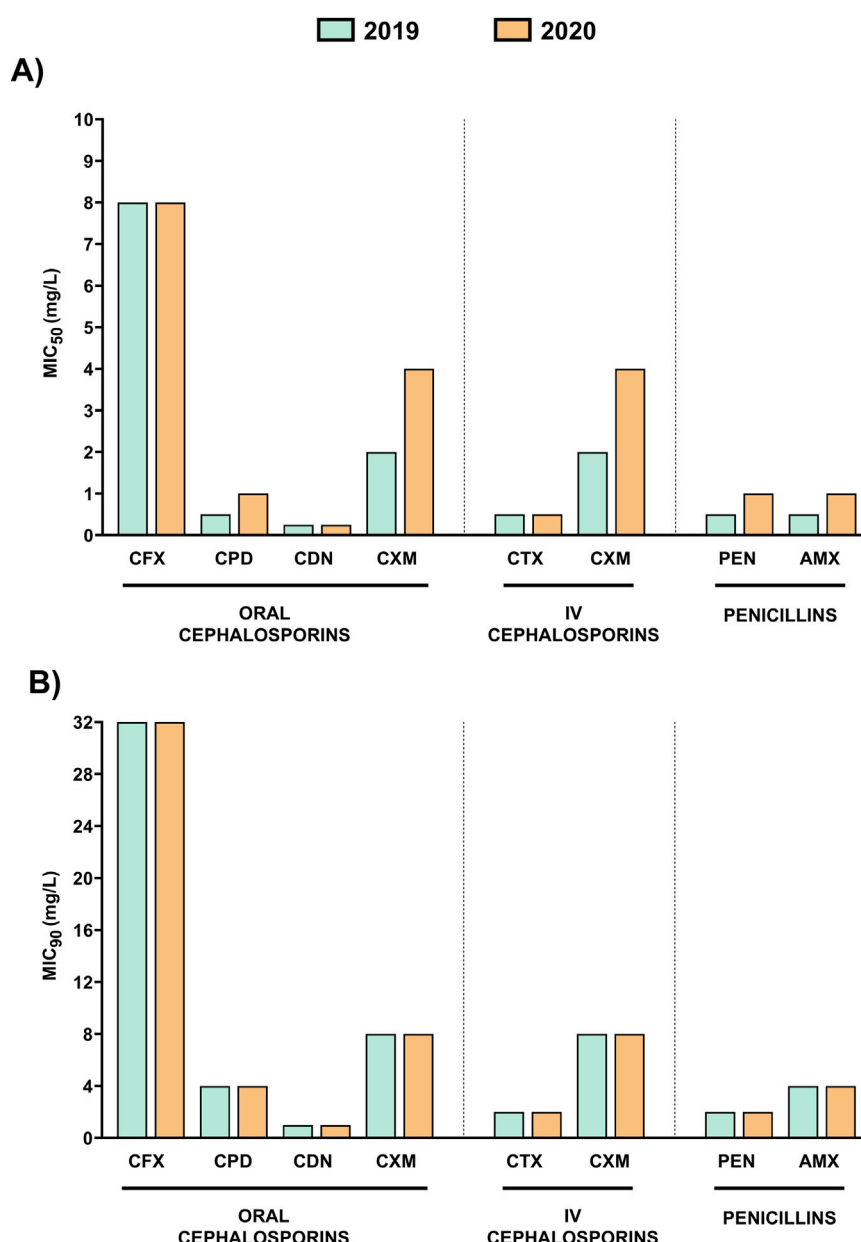 2019 2020
A)
10
9
8
7
6
5
4
3
2
1
0
MIC50 (mg/L)
CFX CPD CDN CXM CTX CXM PEN AMX
ORAL CEPHALOSPORINS
IV CEPHALOSPORINS
PENICILLINS
B)
32
28
24
20
16
12
8
4
0
MIC90 (mg/L)
CFX CPD CDN CXM CTX CXM PEN AMX
ORAL CEPHALOSPORINS
IV CEPHALOSPORINS
PENICILLINS